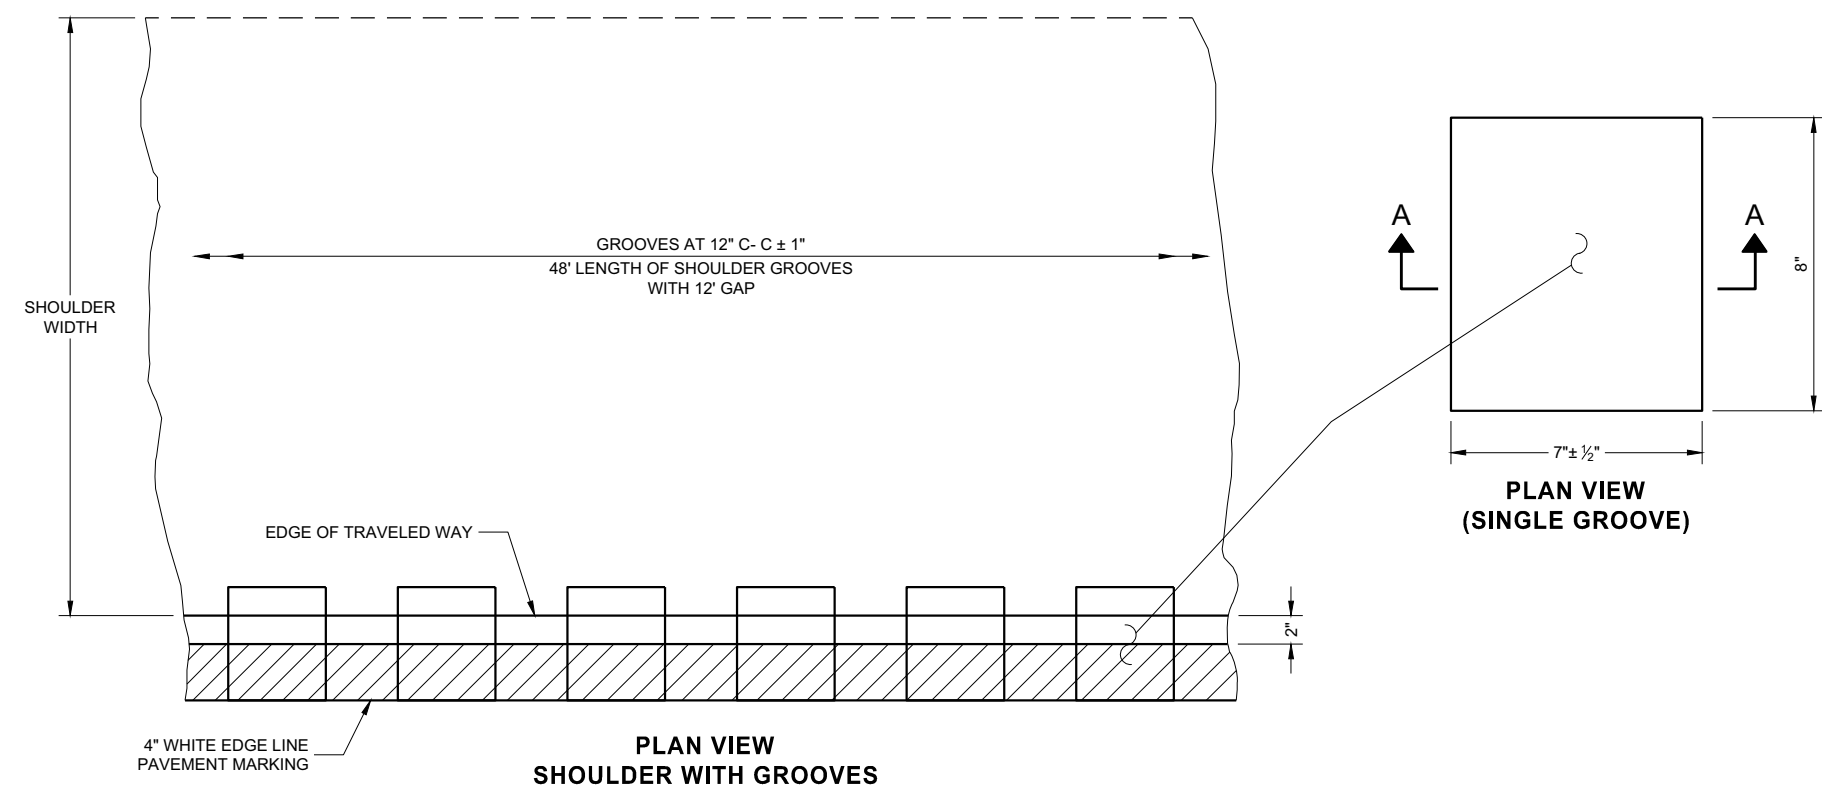 GROOVES AT 12" C- C ± 1"
48' LENGTH OF SHOULDER GROOVES
WITH 12' GAP
SHOULDER
WIDTH
EDGE OF TRAVELED WAY
2"
4" WHITE EDGE LINE
PAVEMENT MARKING
PLAN VIEW
SHOULDER WITH GROOVES
A
A
8"
7"± ½"
PLAN VIEW
(SINGLE GROOVE)